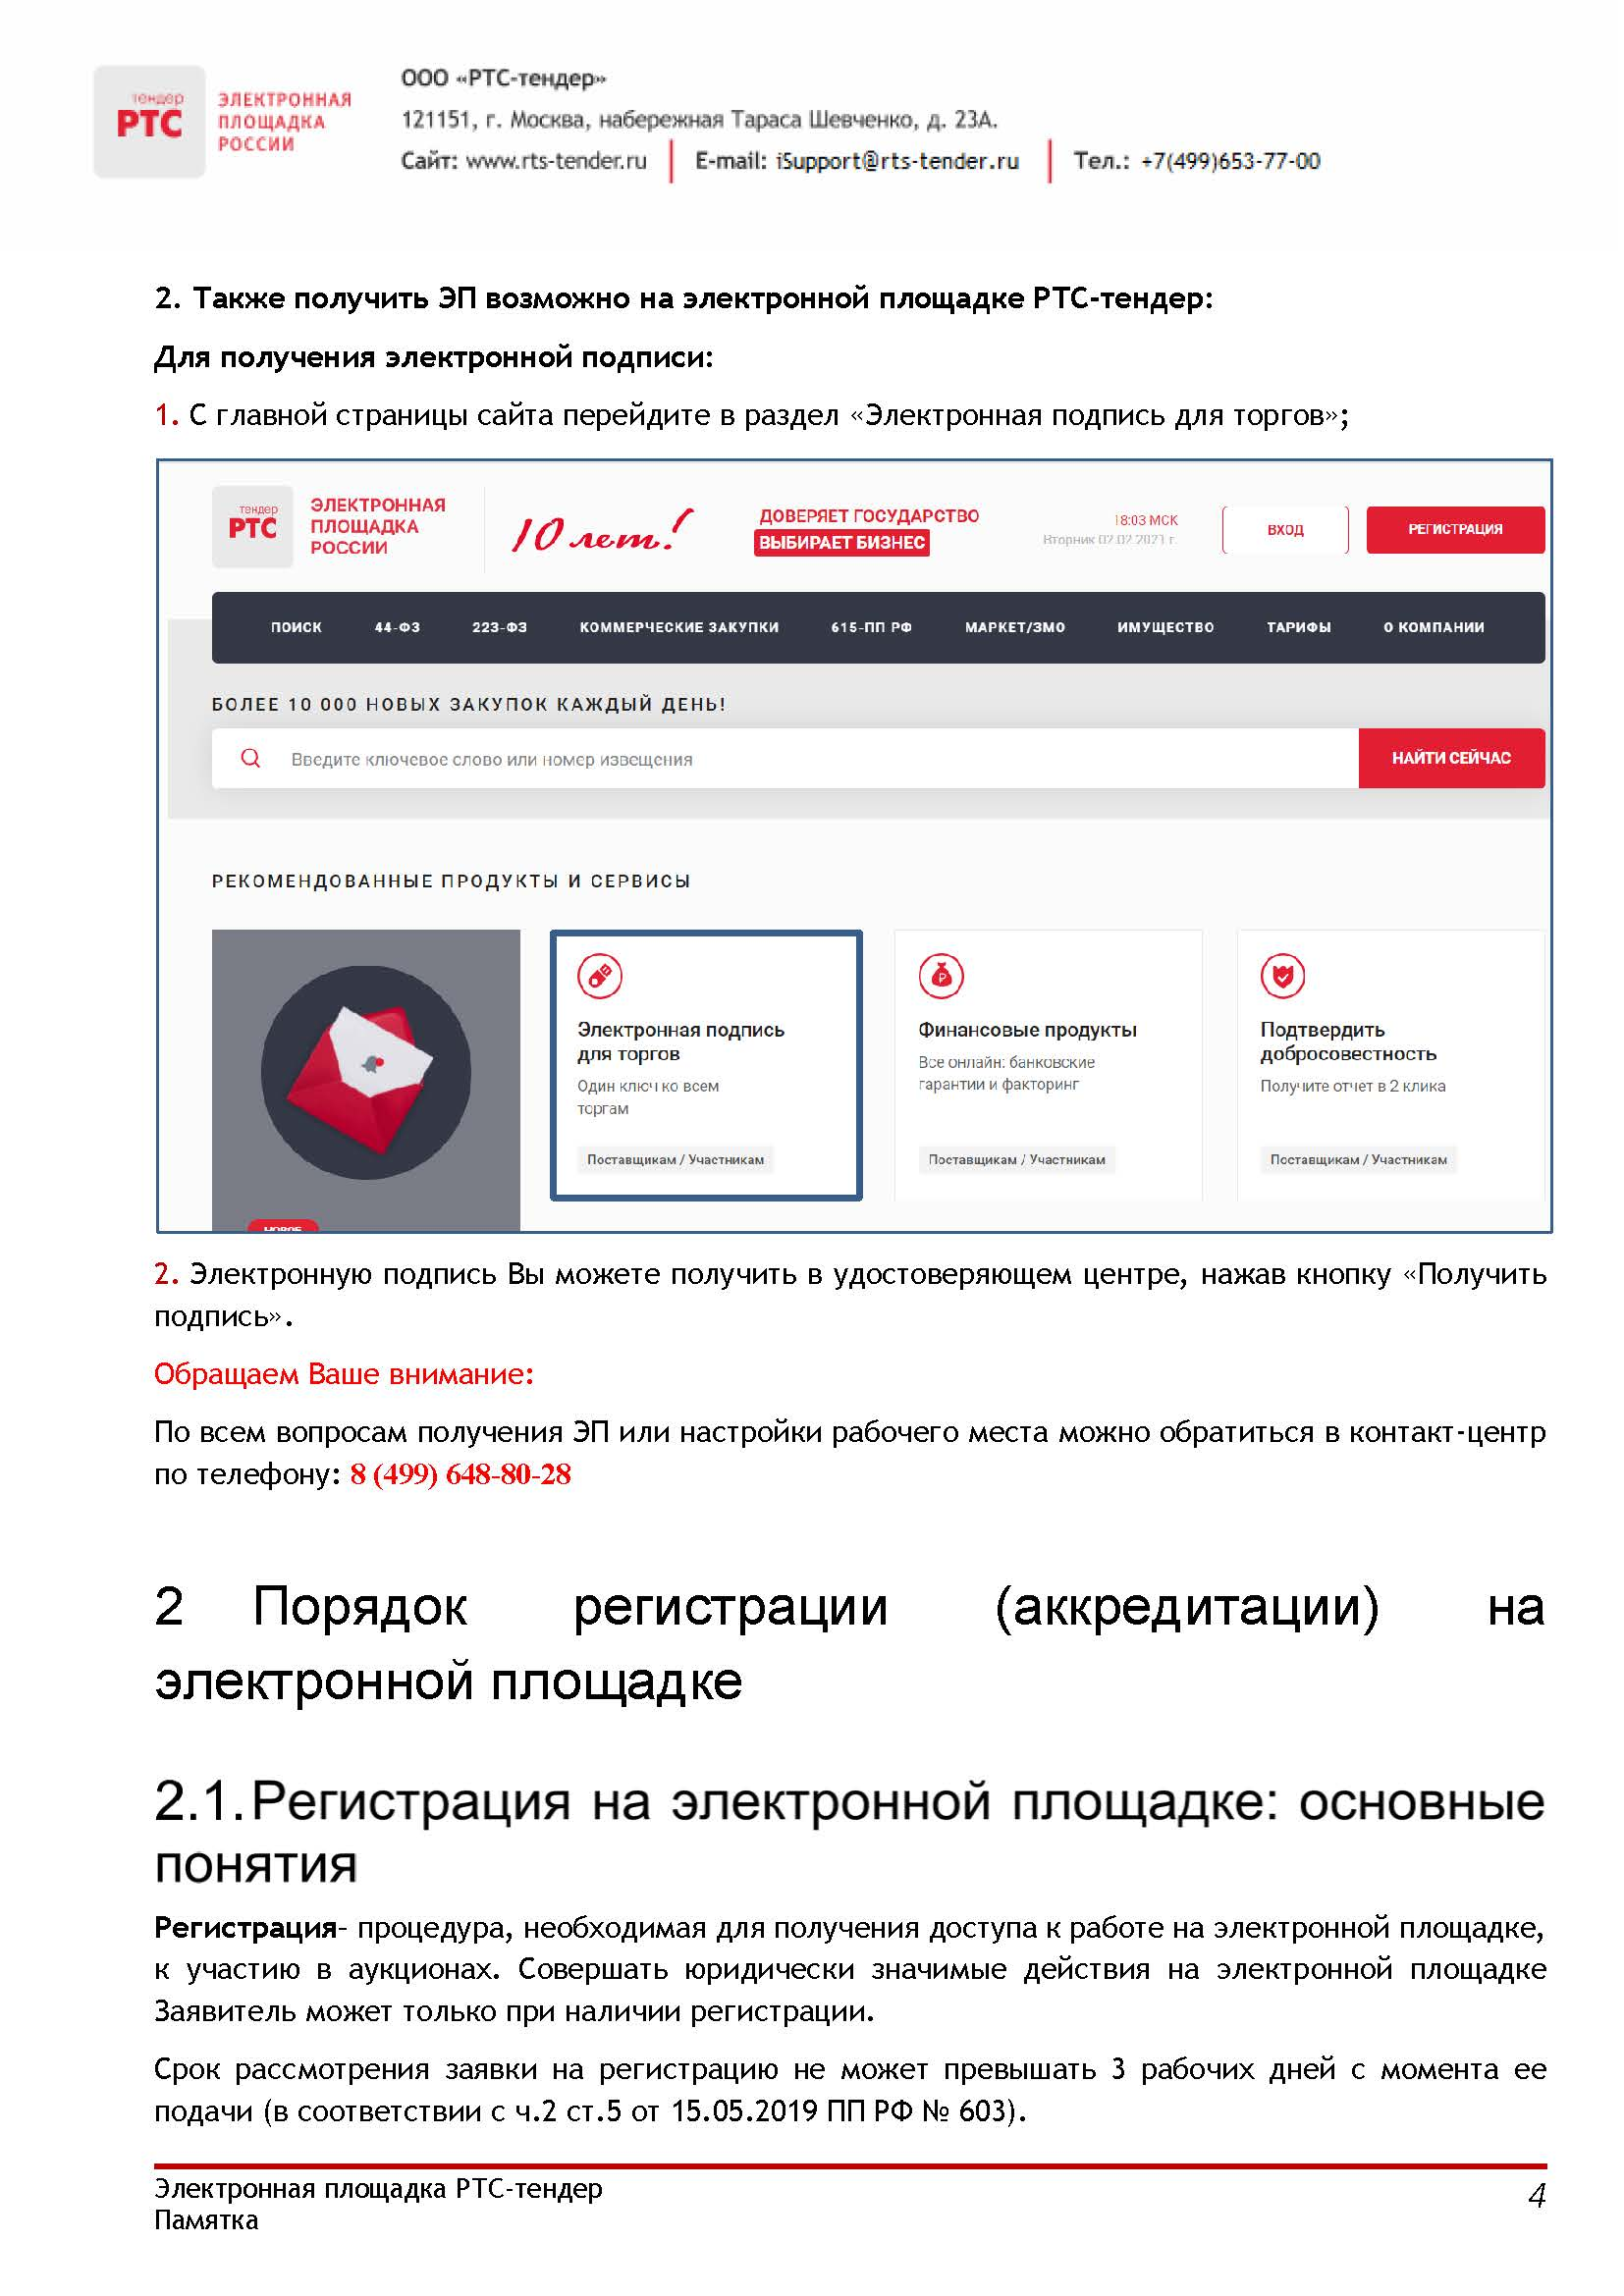 тендер
РТС
ЭЛЕКТРОННАЯ
ПЛОЩАДКА
РОССИИ
ООО «РТС-тендер»
121151, г. Москва, набережная Тараса Шевченко, д. 23А.
Сайт: www.rts-tender.ru | E-mail: iSupport@rts-tender.ru | Тел.: +7(499)653-77-00
2. Также получить ЭП возможно на электронной площадке РТС-тендер:
Для получения электронной подписи:
1. С главной страницы сайта перейдите в раздел «Электронная подпись для торгов»;
тендер
РТС
ЭЛЕКТРОННАЯ
ПЛОЩАДКА
РОССИИ
10 лет!
ДОВЕРЯЕТ ГОСУДАРСТВО
ВЫБИРАЕТ БИЗНЕС
18:03 МСК
Вторник 02.02.2021 г.
ВХОД
РЕГИСТРАЦИЯ
ПОИСК 44-ФЗ 223-ФЗ КОММЕРЧЕСКИЕ ЗАКУПКИ 615-ПП РФ МАРКЕТ/ЗМО ИМУЩЕСТВО ТАРИФЫ О КОМПАНИИ
БОЛЕЕ 10 000 НОВЫХ ЗАКУПОК КАЖДЫЙ ДЕНЬ!
Введите ключевое слово или номер извещения
НАЙТИ СЕЙЧАС
РЕКОМЕНДОВАННЫЕ ПРОДУКТЫ И СЕРВИСЫ
НОВОЕ
Электронная подпись
для торгов
Один ключ ко всем
торгам
Поставщикам / Участникам
Финансовые продукты
Все онлайн: банковские
гарантии и факторинг
Поставщикам / Участникам
Подтвердить
добросовестность
Получите отчет в 2 клика
Поставщикам / Участникам
2. Электронную подпись Вы можете получить в удостоверяющем центре, нажав кнопку «Получить
подпись».
Обращаем Ваше внимание:
По всем вопросам получения ЭП или настройки рабочего места можно обратиться в контакт-центр
по телефону: 8 (499) 648-80-28
2 Порядок регистрации (аккредитации) на
электронной площадке
2.1. Регистрация на электронной площадке: основные
понятия
Регистрация– процедура, необходимая для получения доступа к работе на электронной площадке,
к участию в аукционах. Совершать юридически значимые действия на электронной площадке
Заявитель может только при наличии регистрации.
Срок рассмотрения заявки на регистрацию не может превышать 3 рабочих дней с момента ее
подачи (в соответствии с ч.2 ст.5 от 15.05.2019 ПП РФ № 603).
Электронная площадка РТС-тендер
Памятка
4